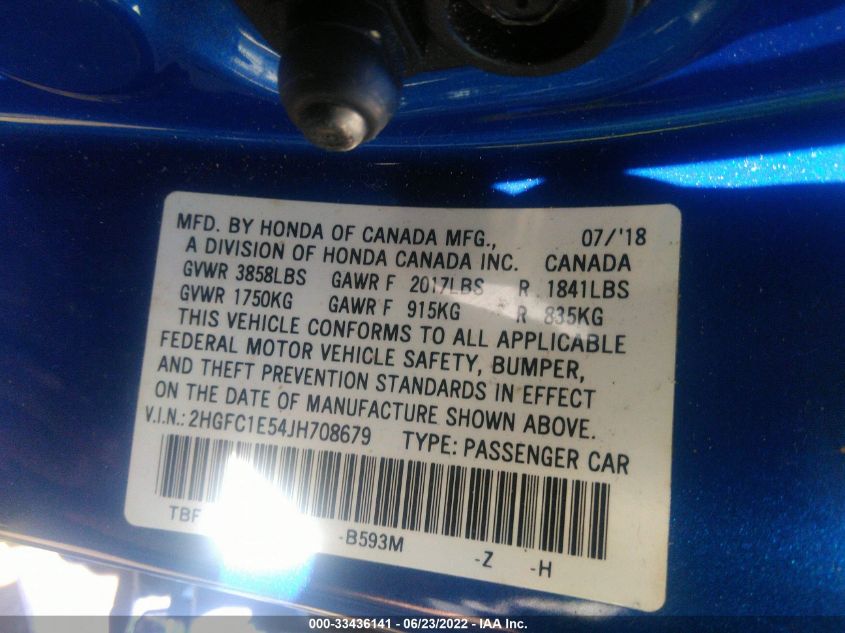 MFD. BY HONDA OF CANADA MFG., 07/'18
A DIVISION OF HONDA CANADA INC. CANADA
GVWR 3858LBS GAWR F 2017LBS R 1841LBS
GVWR 1750KG GAWR F 915KG R 835KG
THIS VEHICLE CONFORMS TO ALL APPLICABLE
FEDERAL MOTOR VEHICLE SAFETY, BUMPER,
AND THEFT PREVENTION STANDARDS IN EFFECT
ON THE DATE OF MANUFACTURE SHOWN ABOVE.
V.I.N.: 2HGFC1E54JH708679 TYPE: PASSENGER CAR
TBF -B593M -Z -H
000-33436141 - 06/23/2022 - IAA Inc.